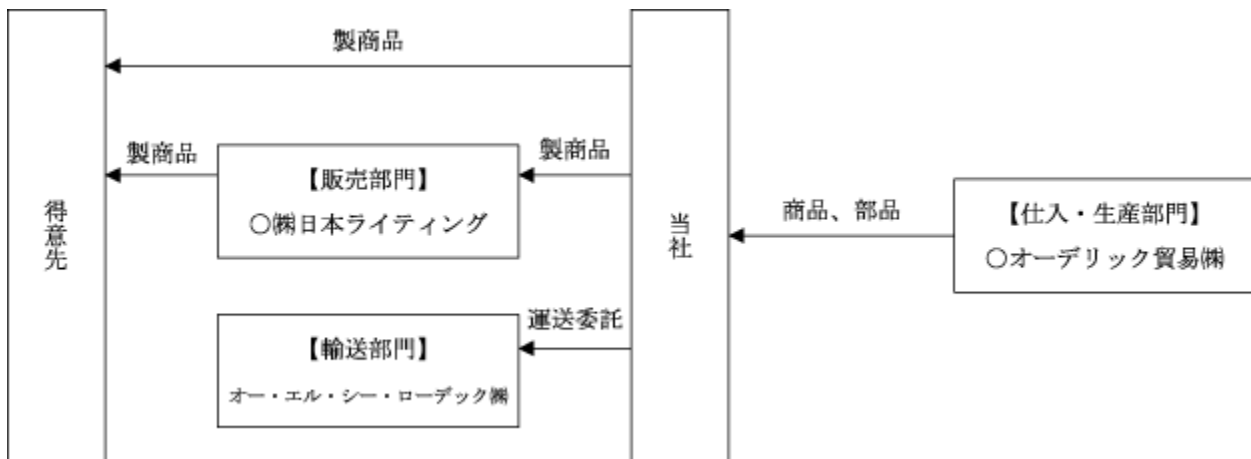 製商品
製商品
【販売部門】
○㈱日本ライティング
製商品
得意先
当社
商品、部品
【仕入・生産部門】
○オーデリック貿易㈱
運送委託
【輸送部門】
オー・エル・シー・ローデック㈱